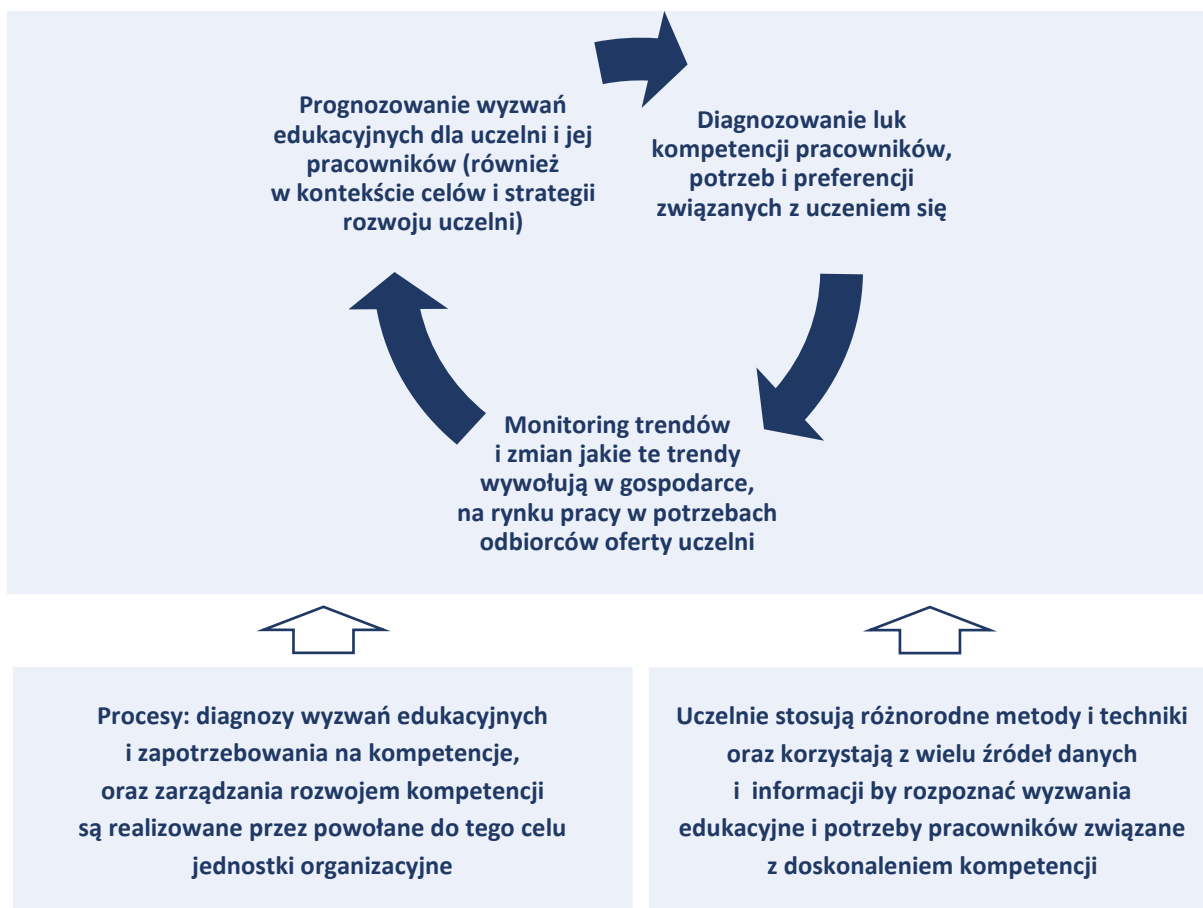 Prognozowanie wyzwań
edukacyjnych dla uczelni i jej
pracowników (również
w kontekście celów i strategii
rozwoju uczelni)
Diagnozowanie luk
kompetencji pracowników,
potrzeb i preferencji
związanych z uczeniem się
Monitoring trendów
i zmian jakie te trendy
wywołują w gospodarce,
na rynku pracy w potrzebach
odbiorców oferty uczelni
Procesy: diagnozy wyzwań edukacyjnych
i zapotrzebowania na kompetencje,
oraz zarządzania rozwojem kompetencji
są realizowane przez powołane do tego celu
jednostki organizacyjne
Uczelnie stosują różnorodne metody i techniki
oraz korzystają z wielu źródeł danych
i informacji by rozpoznać wyzwania
edukacyjne i potrzeby pracowników związane
z doskonaleniem kompetencji